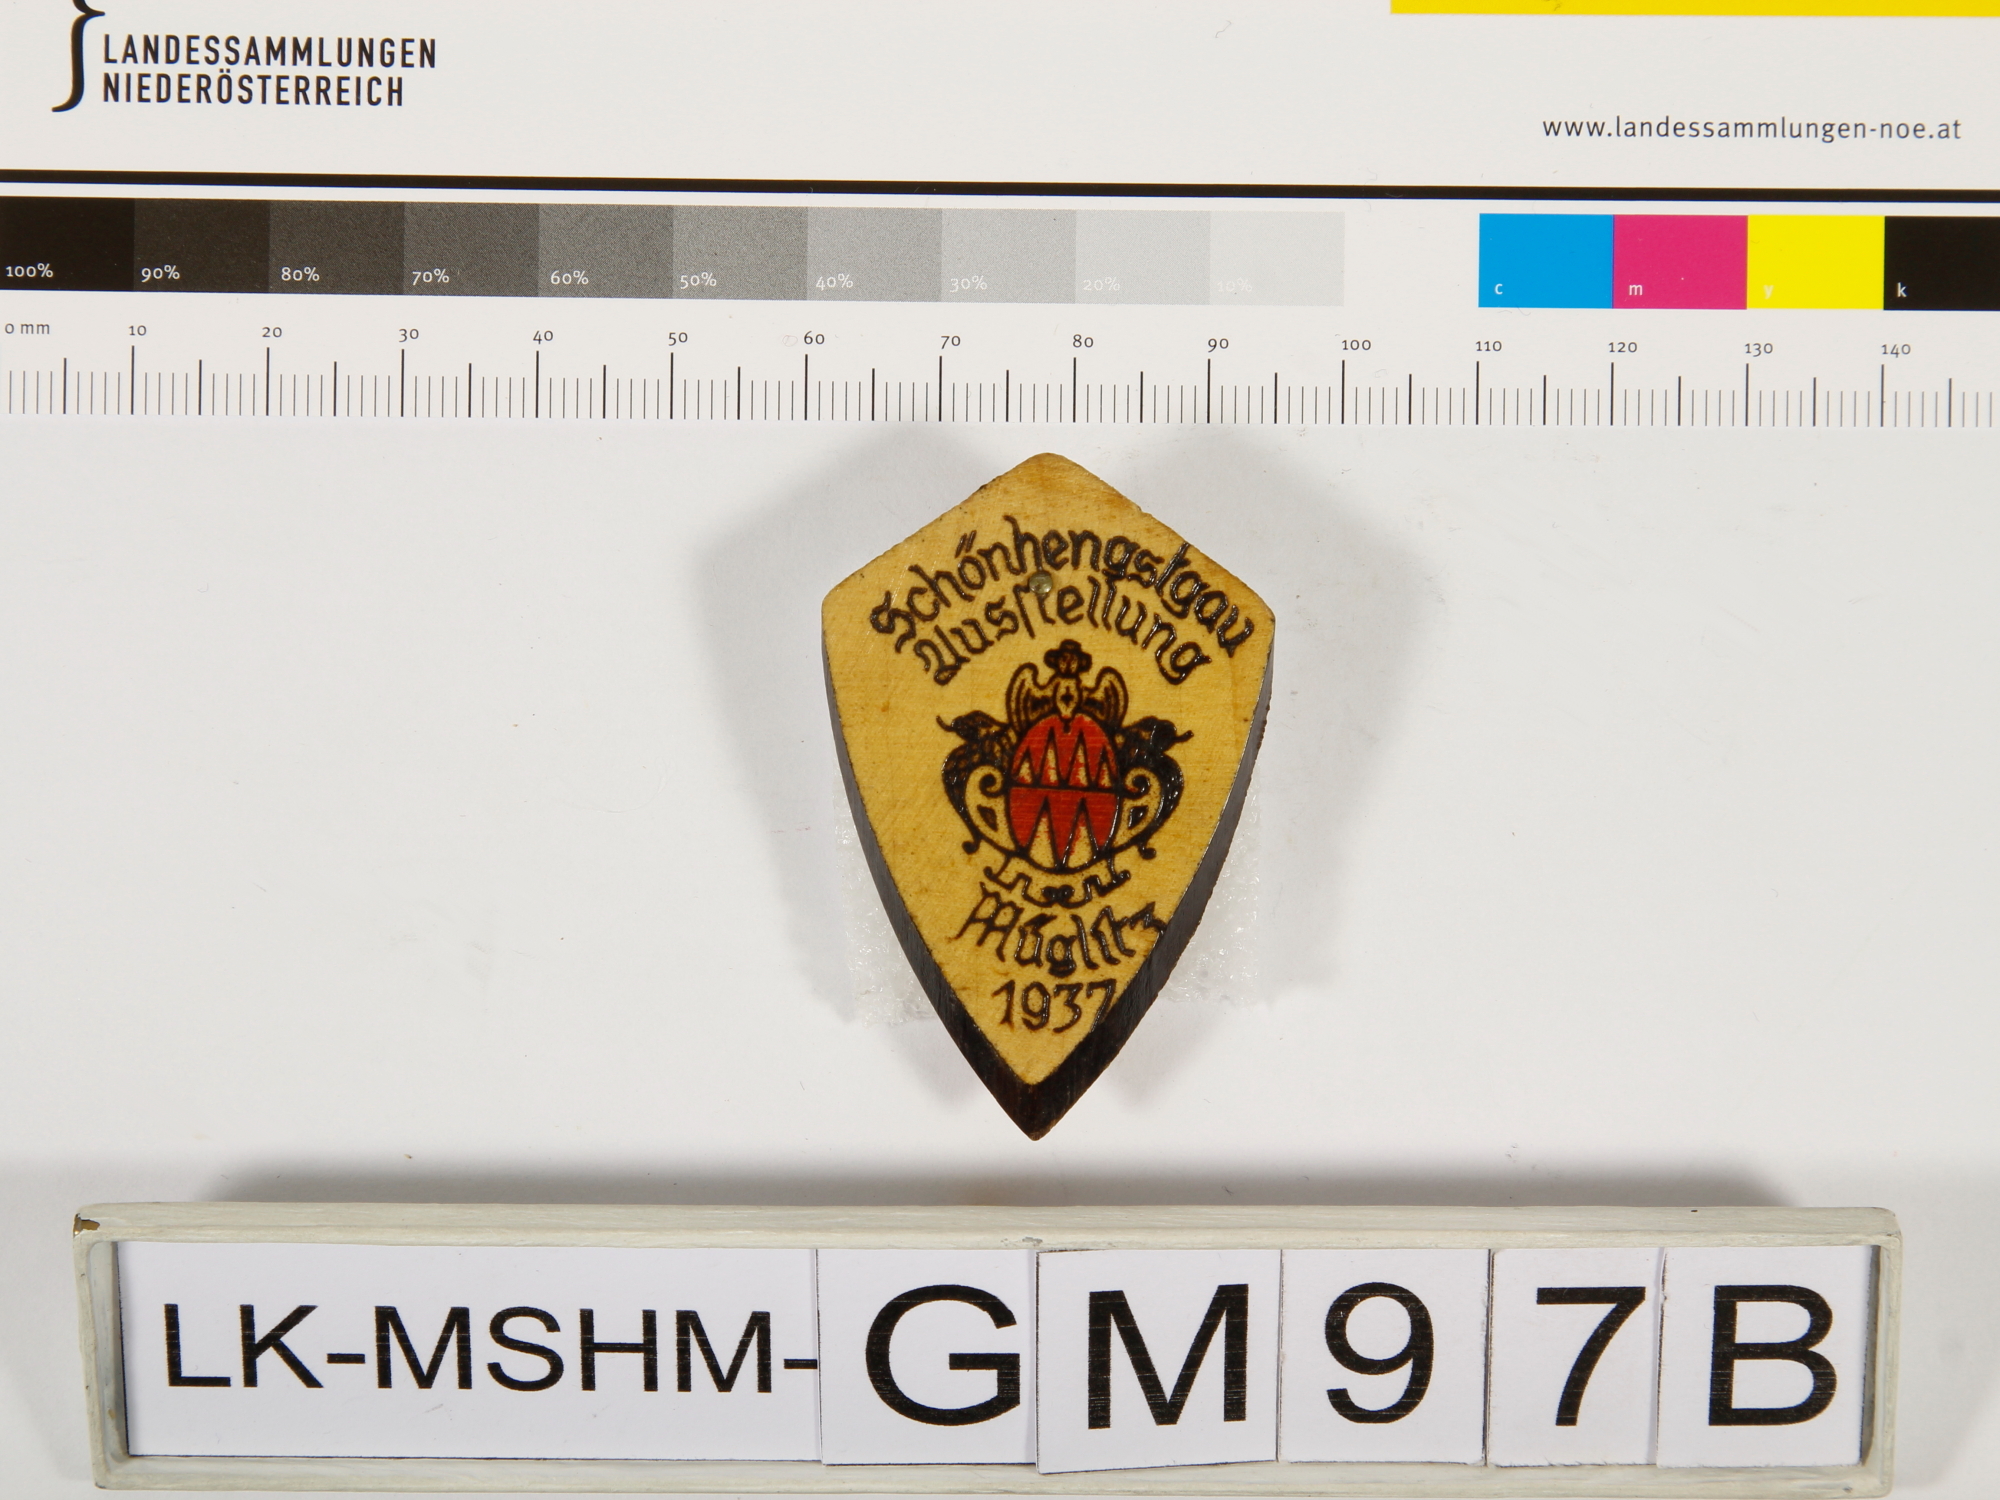 LANDESSAMMLUNGEN
NIEDERÖSTERREICH
www.landessammlungen-noe.at
100% 90% 80% 70% 60% 50% 40% 30% 20% 10% c m y k
0 mm 10 20 30 40 50 60 70 80 90 100 110 120 130 140
Schönhengstgau
Ausstellung
Müglitz
1937
LK-MSHM-GM97B